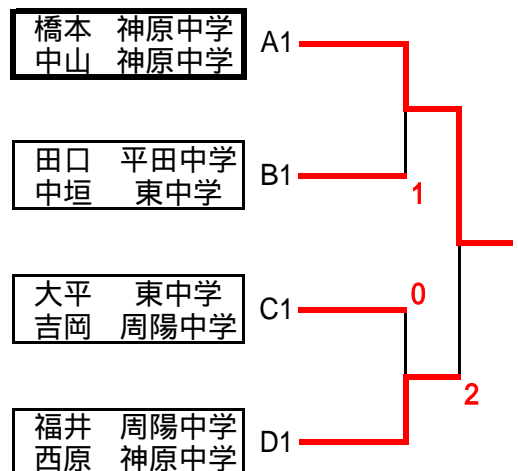 橋本 神原中学
中山 神原中学
A1
田口 平田中学
中垣 東中学
B1
1
大平 東中学
吉岡 周陽中学
C1
0
2
福井 周陽中学
西原 神原中学
D1